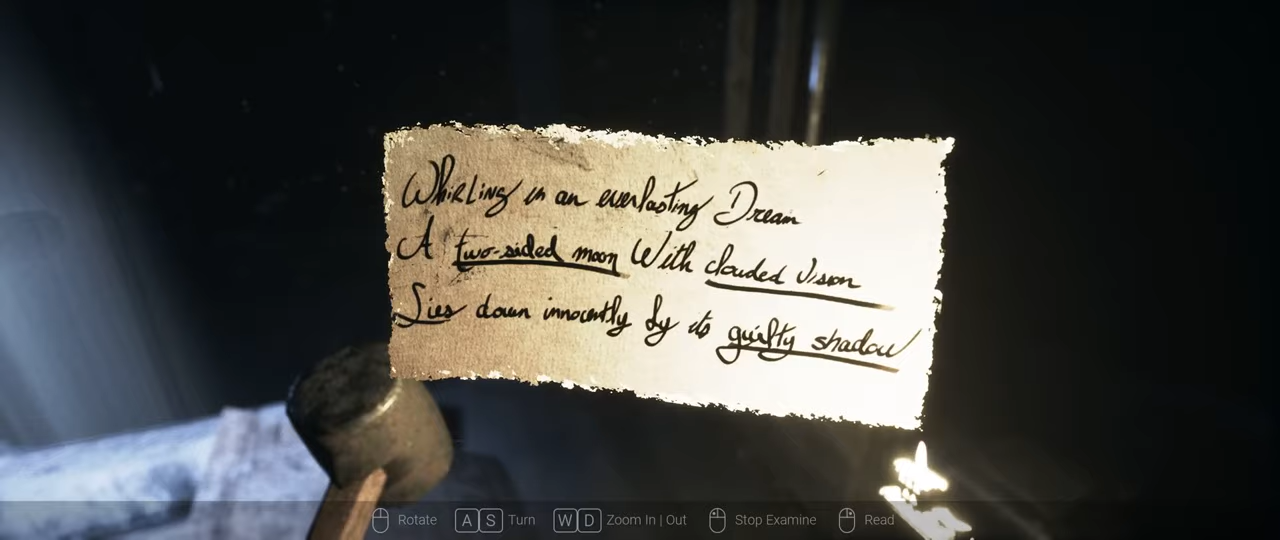 Whirling in an everlasting Dream
A two-sided moon With clouded vision
Lies down innocently by its guilty shadow
Rotate A S Turn W D Zoom In | Out Stop Examine Read